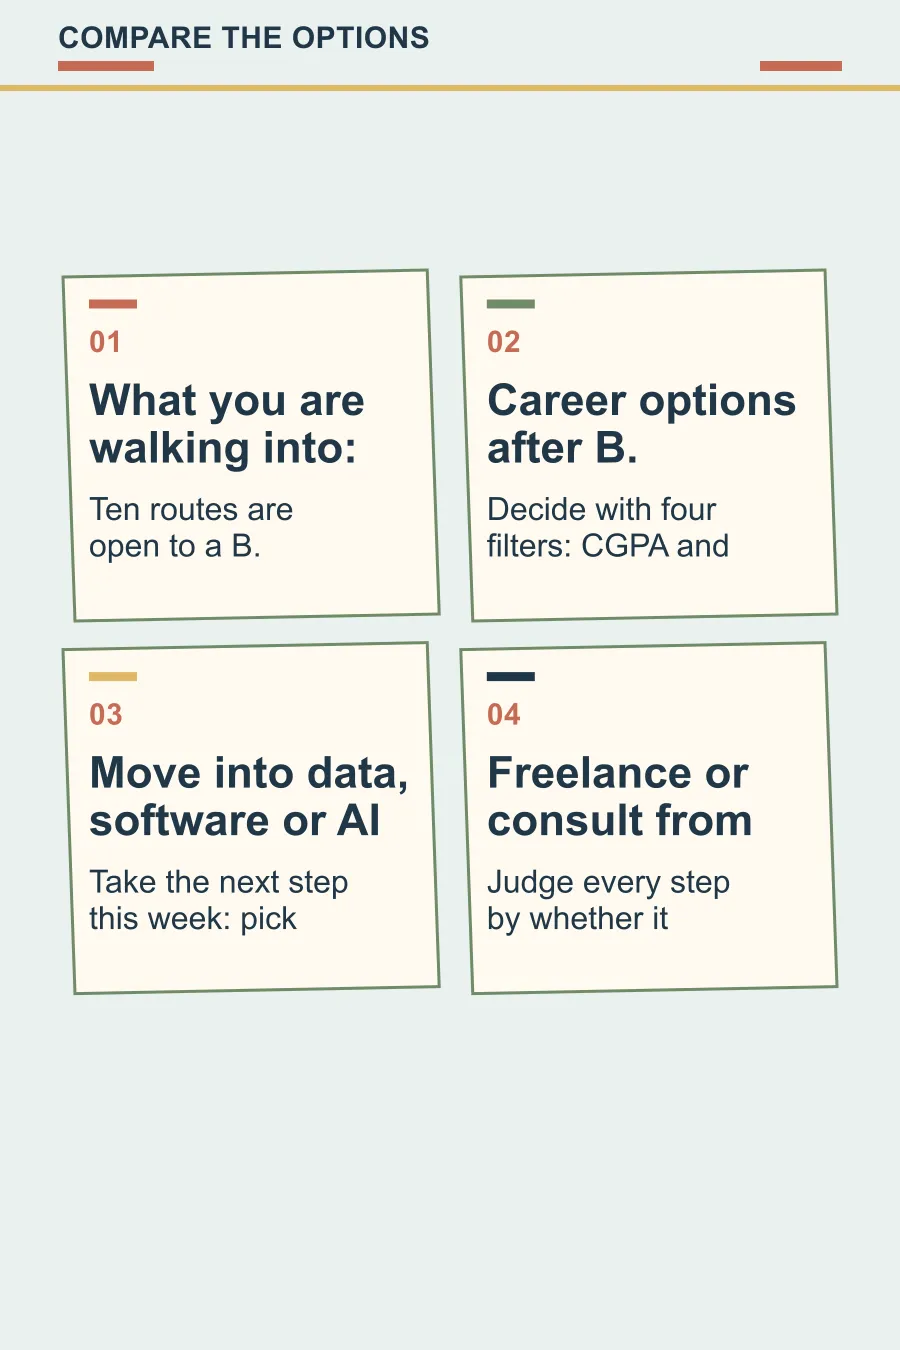 COMPARE THE OPTIONS
01
What you are
walking into:
Ten routes are
open to a B.
02
Career options
after B.
Decide with four
filters: CGPA and
03
Move into data,
software or AI
Take the next step
this week: pick
04
Freelance or
consult from
Judge every step
by whether it